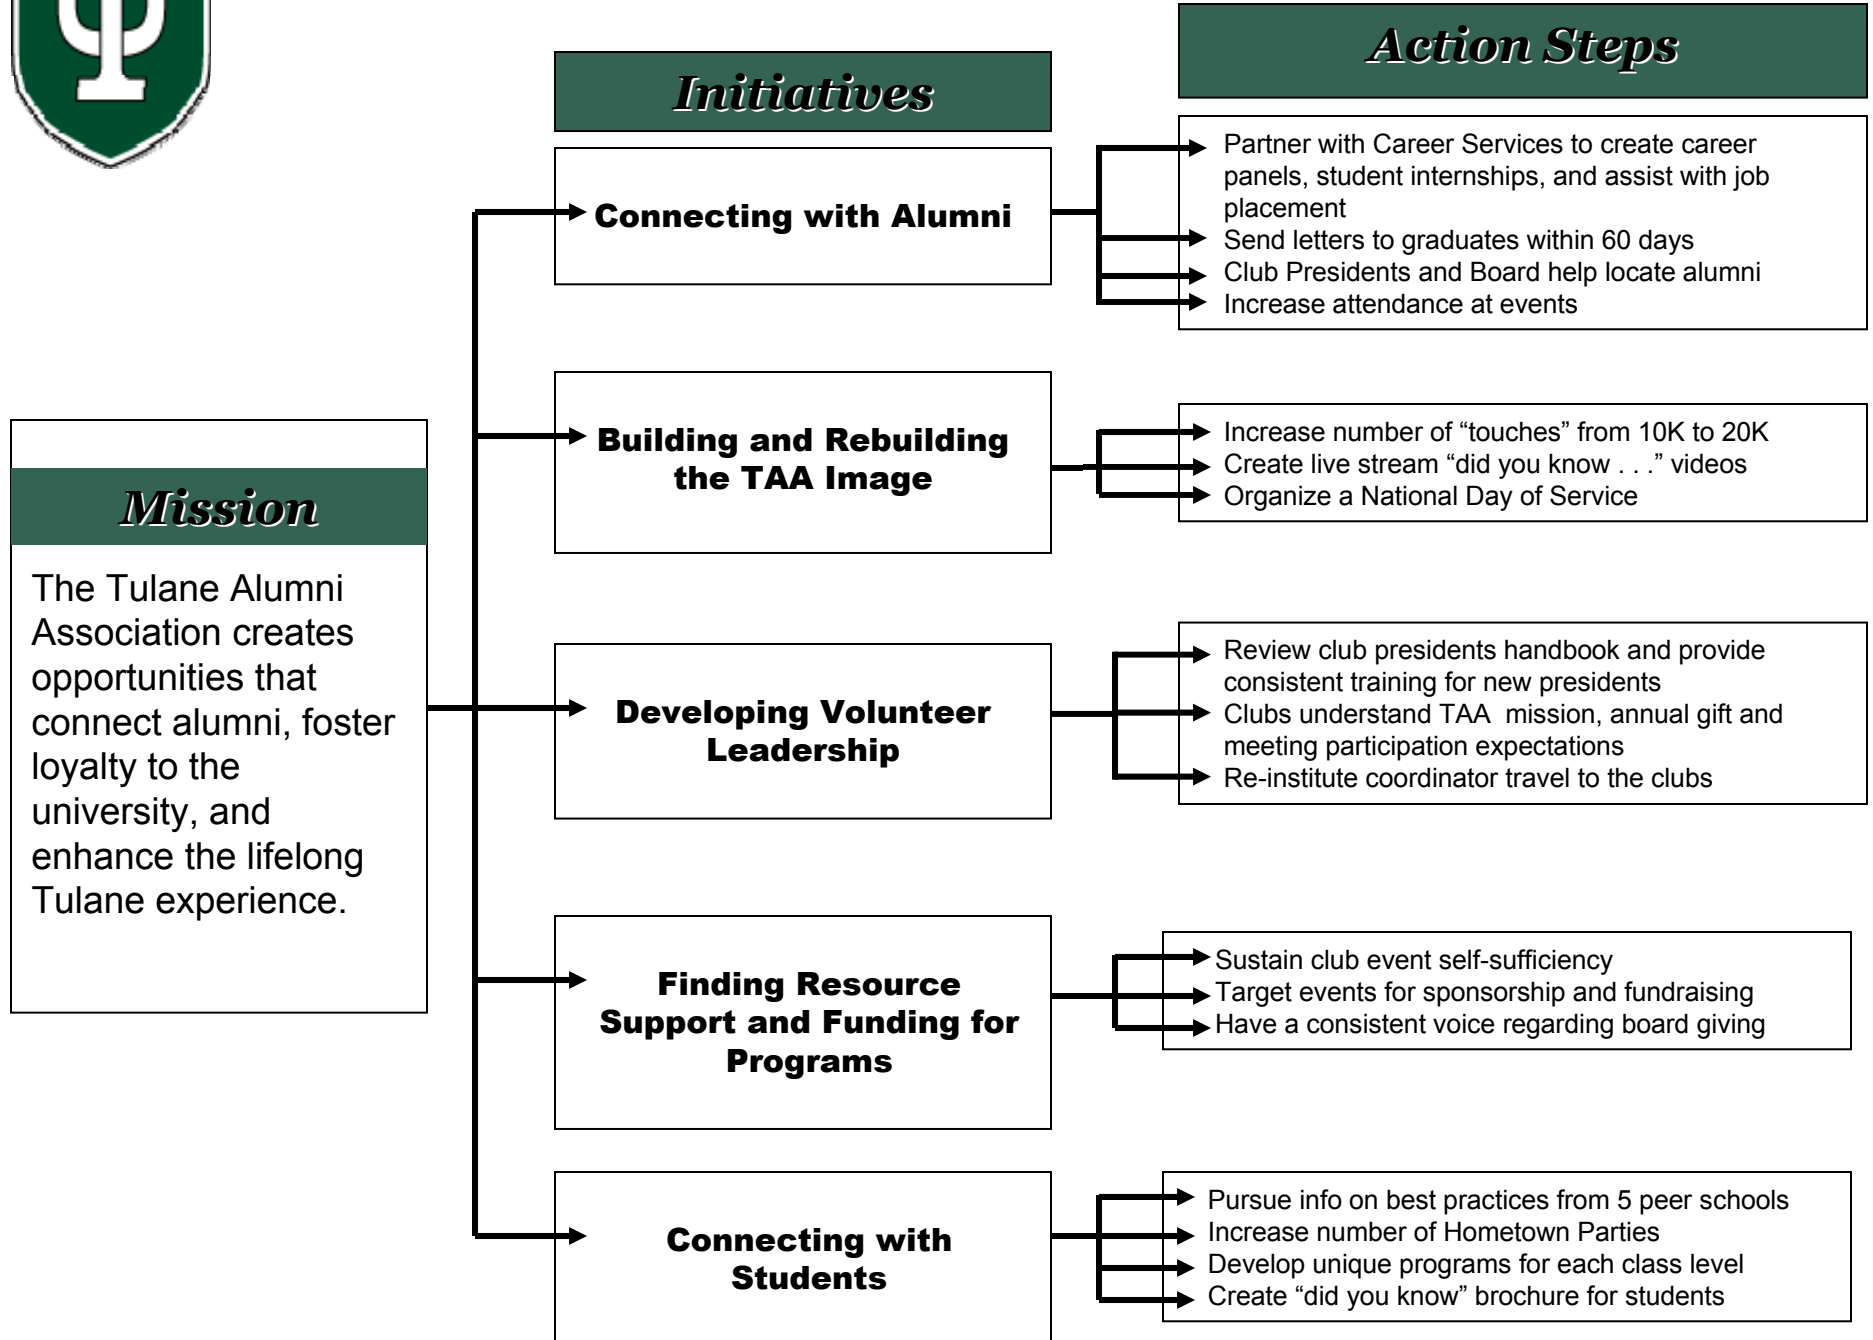 Mission
The Tulane Alumni
Association creates
opportunities that
connect alumni, foster
loyalty to the
university, and
enhance the lifelong
Tulane experience.
Initiatives
Connecting with Alumni
Building and Rebuilding
the TAA Image
Developing Volunteer
Leadership
Finding Resource
Support and Funding for
Programs
Connecting with
Students
Action Steps
Partner with Career Services to create career
panels, student internships, and assist with job
placement
Send letters to graduates within 60 days
Club Presidents and Board help locate alumni
Increase attendance at events
Increase number of “touches” from 10K to 20K
Create live stream “did you know . . .” videos
Organize a National Day of Service
Review club presidents handbook and provide
consistent training for new presidents
Clubs understand TAA  mission, annual gift and
meeting participation expectations
Re-institute coordinator travel to the clubs
Sustain club event self-sufficiency
Target events for sponsorship and fundraising
Have a consistent voice regarding board giving
Pursue info on best practices from 5 peer schools
Increase number of Hometown Parties
Develop unique programs for each class level
Create “did you know” brochure for students